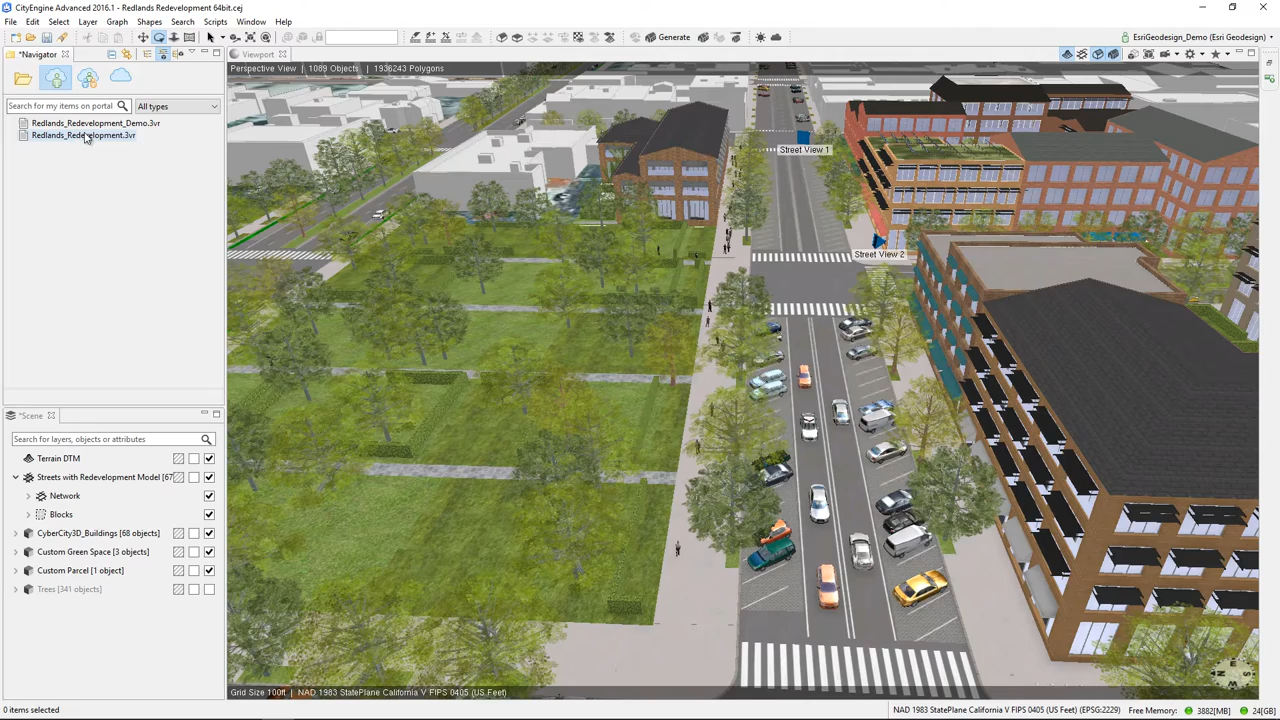 CityEngine Advanced 2016.1 - Redlands Redevelopment 64bit.cej
File Edit Select Layer Graph Shapes Search Scripts Window Help
Generate
EsriGeodesign_Demo (Esri Geodesign)
*Navigator
Viewport
Perspective View | 1089 Objects | 1936243 Polygons
Search for my items or portal
All types
Redlands_Redevelopment_Demo.3vr
Redlands_Redevelopment.3vr
Street View 1
Street View 2
*Scene
Search for layers, objects or attributes
Terrain DTM
Streets with Redevelopment Model [67
Network
Blocks
CyberCity3D_Buildings [68 objects]
Custom Green Space [3 objects]
Custom Parcel [1 object]
Trees [341 objects]
Grid Size 100ft | NAD 1983 StatePlane California V FIPS 0405 (US Feet)
0 items selected
NAD 1983 StatePlane California V FIPS 0405 (US Feet) (EPSG:2229)
Free Memory: 3882[MB] 24[GB]